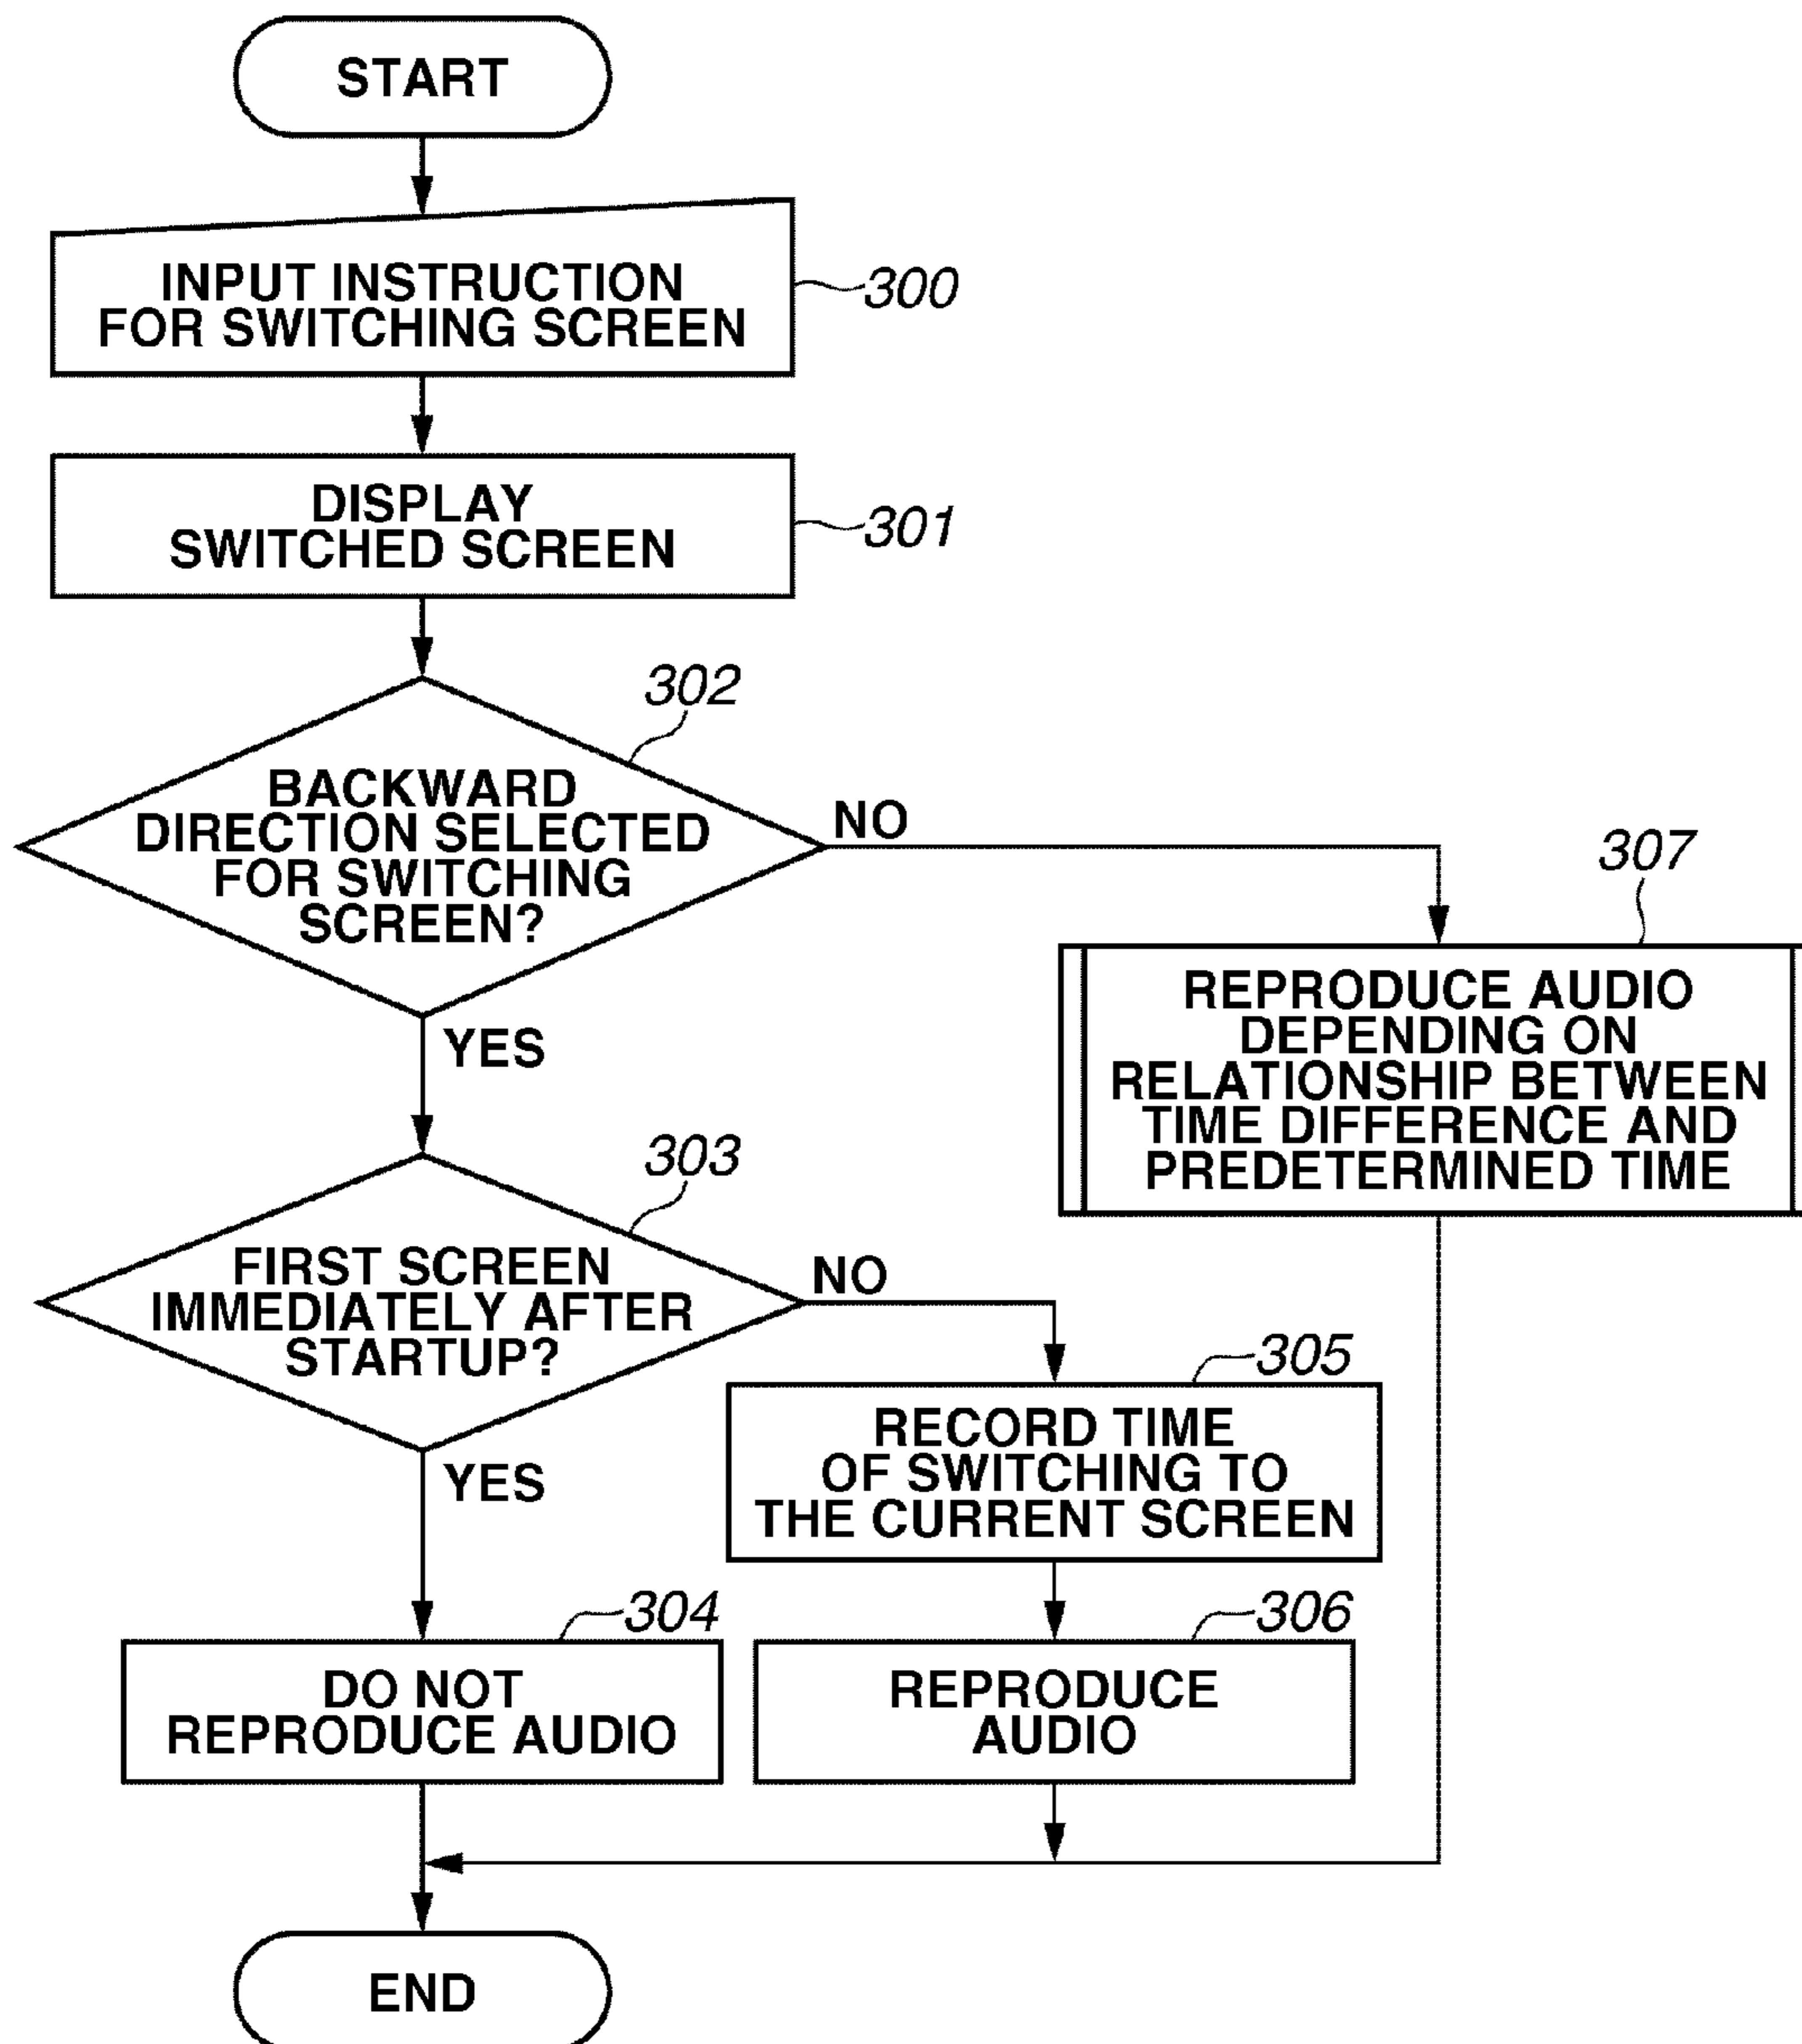 START
INPUT INSTRUCTION
FOR SWITCHING SCREEN
300
DISPLAY
SWITCHED SCREEN
301
302
BACKWARD
DIRECTION SELECTED
FOR SWITCHING
SCREEN?
NO
YES
307
REPRODUCE AUDIO
DEPENDING ON
RELATIONSHIP BETWEEN
TIME DIFFERENCE AND
PREDETERMINED TIME
303
FIRST SCREEN
IMMEDIATELY AFTER
STARTUP?
NO
YES
305
RECORD TIME
OF SWITCHING TO
THE CURRENT SCREEN
304
DO NOT
REPRODUCE AUDIO
306
REPRODUCE
AUDIO
END